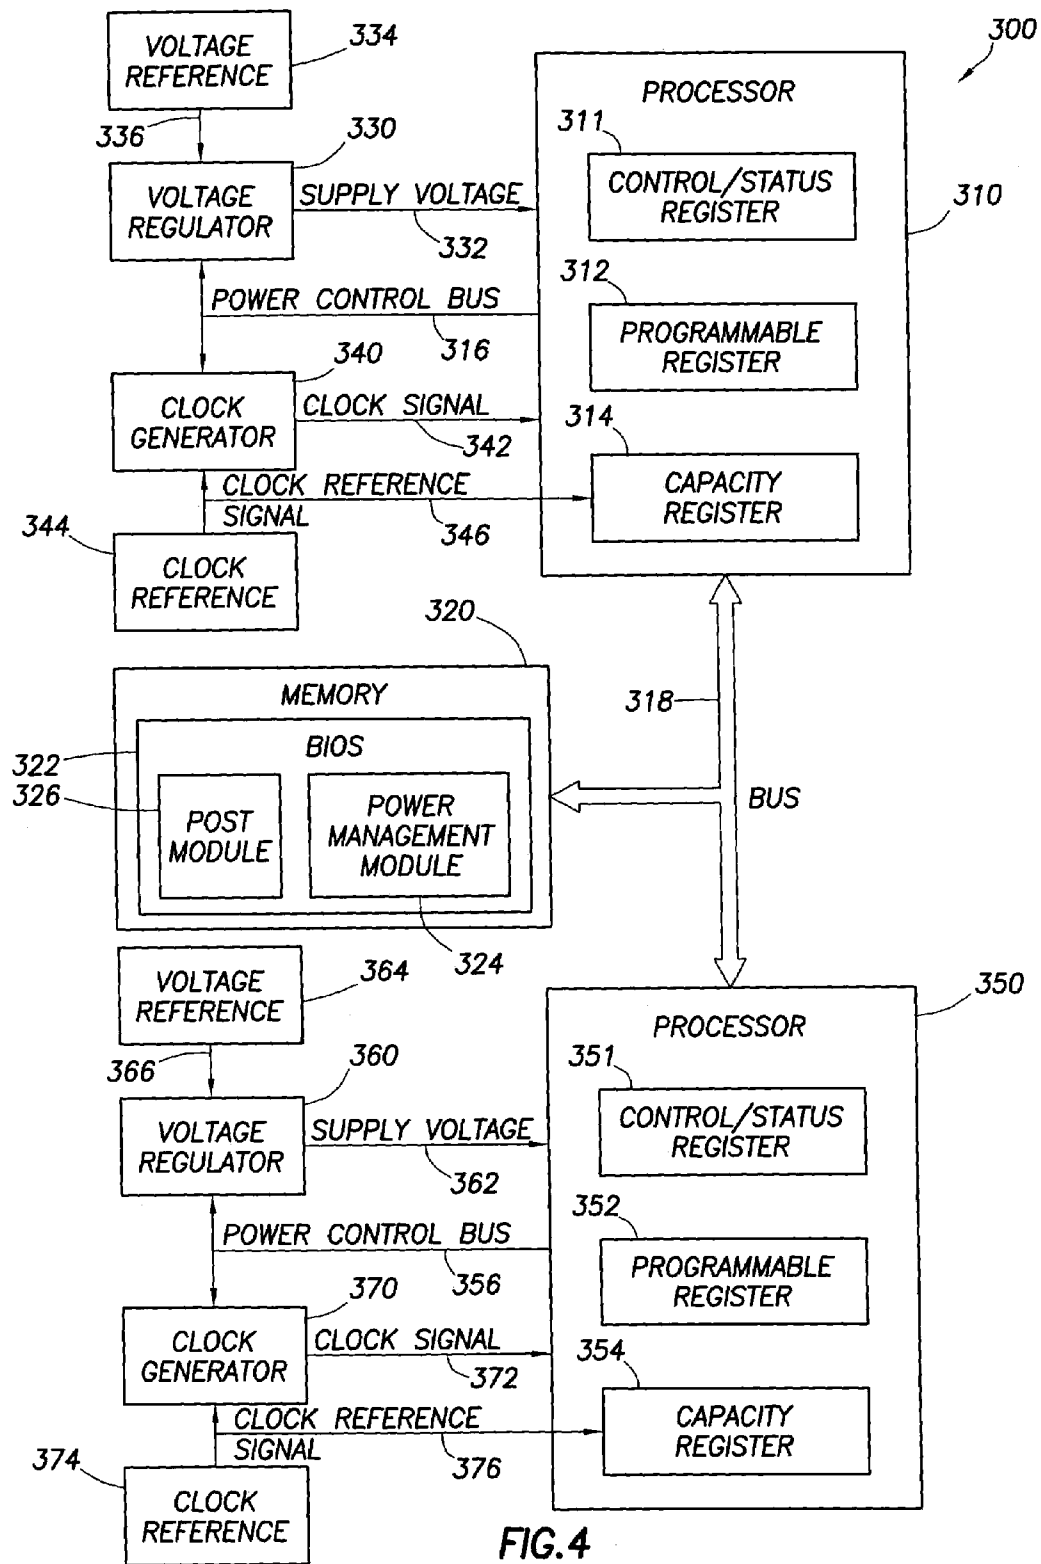 300
VOLTAGE
REFERENCE
334
336
330
VOLTAGE
REGULATOR
SUPPLY VOLTAGE
332
POWER CONTROL BUS
316
340
CLOCK
GENERATOR
CLOCK SIGNAL
342
CLOCK REFERENCE
SIGNAL
346
344
CLOCK
REFERENCE
PROCESSOR
310
311
CONTROL/STATUS
REGISTER
312
PROGRAMMABLE
REGISTER
314
CAPACITY
REGISTER
320
MEMORY
322
BIOS
326
POST
MODULE
POWER
MANAGEMENT
MODULE
324
318
BUS
VOLTAGE
REFERENCE
364
366
360
VOLTAGE
REGULATOR
SUPPLY VOLTAGE
362
POWER CONTROL BUS
356
370
CLOCK
GENERATOR
CLOCK SIGNAL
372
CLOCK REFERENCE
SIGNAL
376
374
CLOCK
REFERENCE
PROCESSOR
350
351
CONTROL/STATUS
REGISTER
352
PROGRAMMABLE
REGISTER
354
CAPACITY
REGISTER
FIG.4